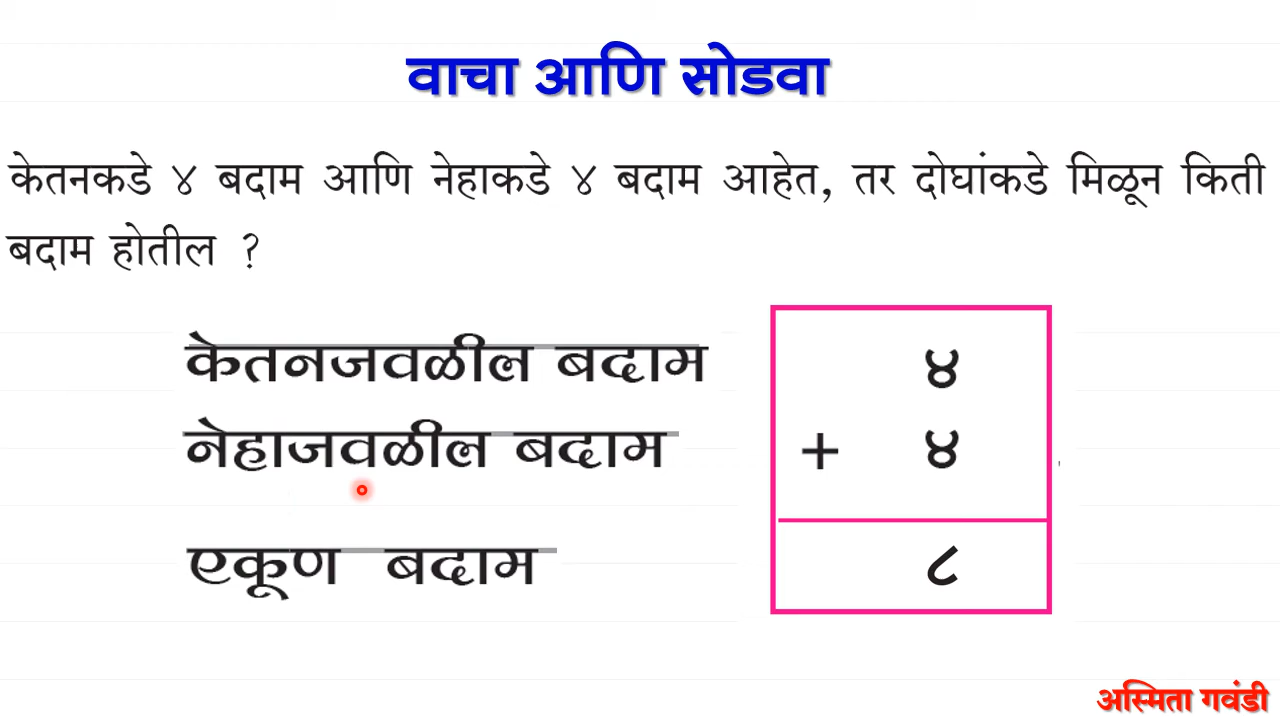 वाचा आणि सोडवा
केतनकडे ४ बदाम आणि नेहाकडे ४ बदाम आहेत, तर दोघांकडे मिळून किती
बदाम होतील ?
केतनजवळील बदाम ४
नेहाजवळील बदाम + ४
एकूण बदाम ८
अस्मिता गवंडी